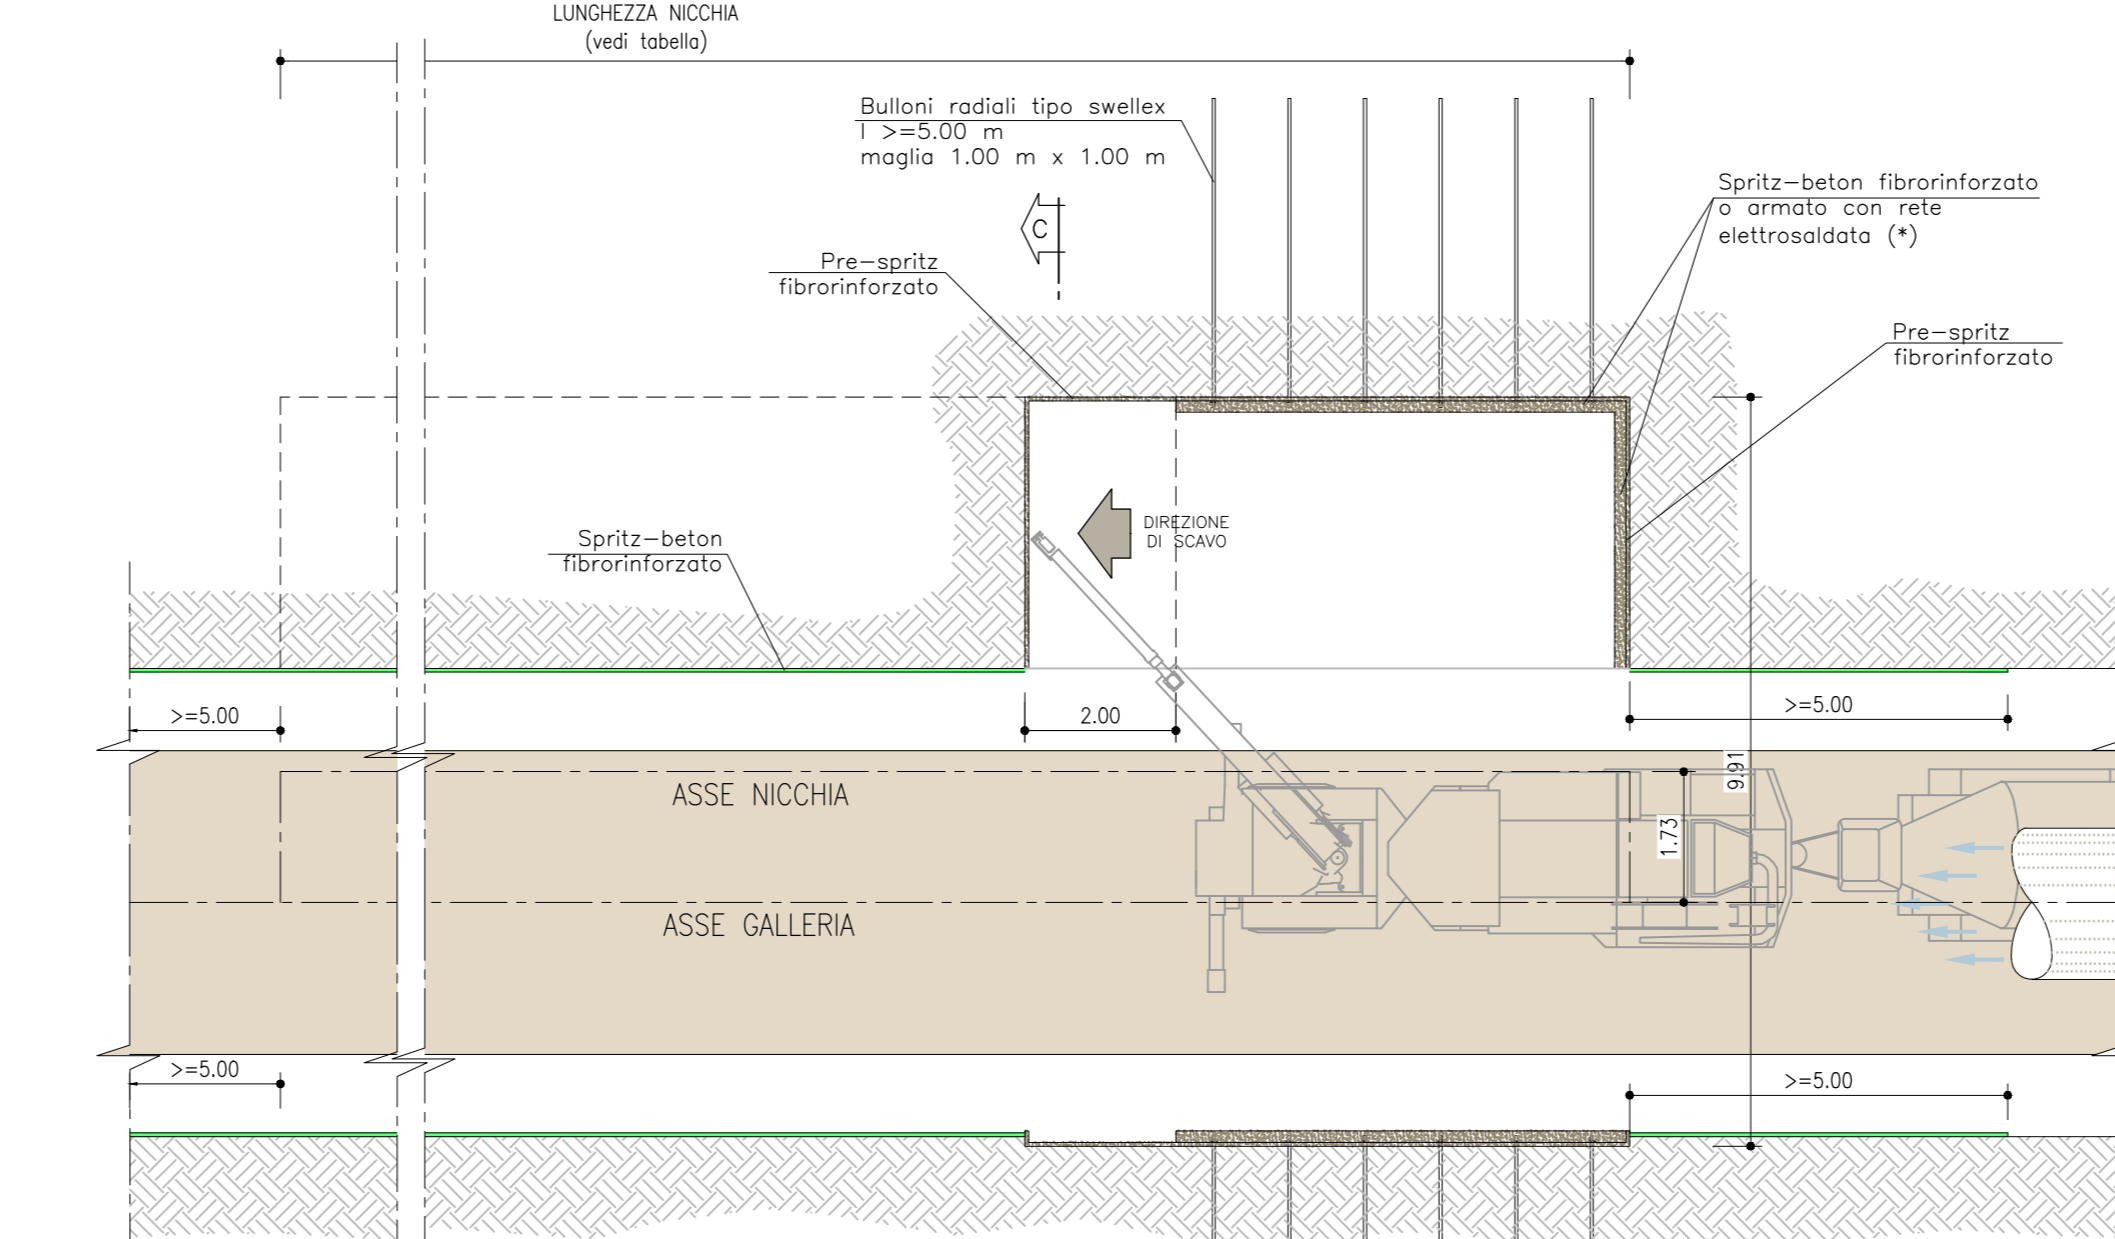 LUNGHEZZA NICCHIA
(vedi tabella)
Bulloni radiali tipo swellex
l >=5.00 m
maglia 1.00 m x 1.00 m
C
Spritz-beton fibrorinforzato
o armato con rete
elettrosaldata (*)
Pre-spritz
fibrorinforzato
Pre-spritz
fibrorinforzato
DIREZIONE
DI SCAVO
Spritz-beton
fibrorinforzato
>=5.00
2.00
>=5.00
9.91
ASSE NICCHIA
1.73
ASSE GALLERIA
>=5.00
>=5.00